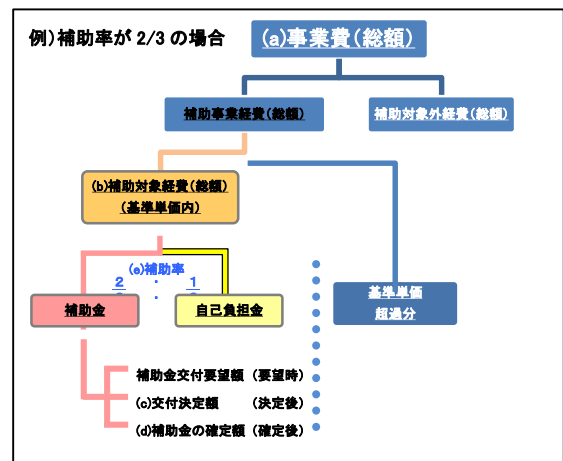 例)補助率が 2/3 の場合
(a)事業費(総額)
補助事業経費(総額)
補助対象外経費(総額)
(b)補助対象経費(総額)
(基準単価内)
(e)補助率
2 : 1
補助金
自己負担金
基準単価
超過分
補助金交付要望額 (要望時)
(c)交付決定額 (決定後)
(d)補助金の確定額 (確定後)